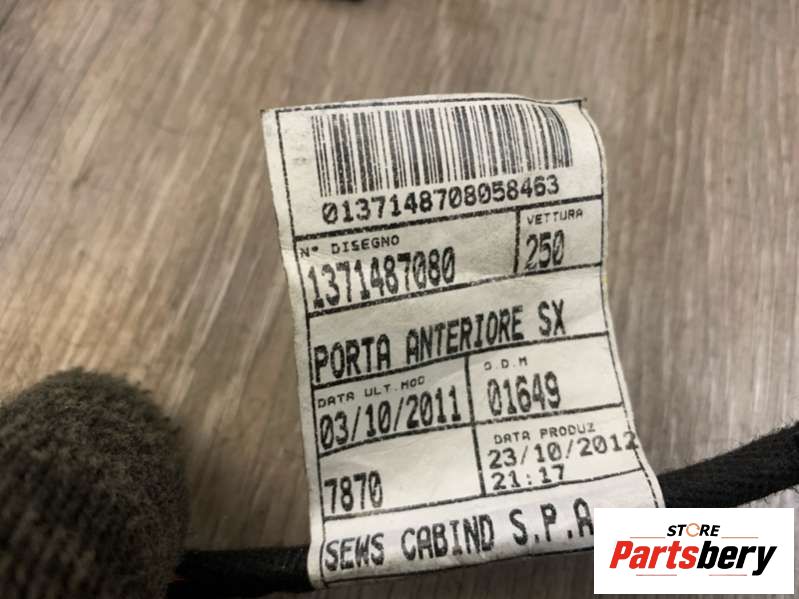 0137148708058463
N° DISEGNO
VETTURA
1371487080
250
PORTA ANTERIORE SX
DATA ULT.MOD
O.D.M
03/10/2011
01649
DATA PRODUZ
7870
23/10/2012
21:17
SEWS CABIND S.P.A
STORE
Partsbery